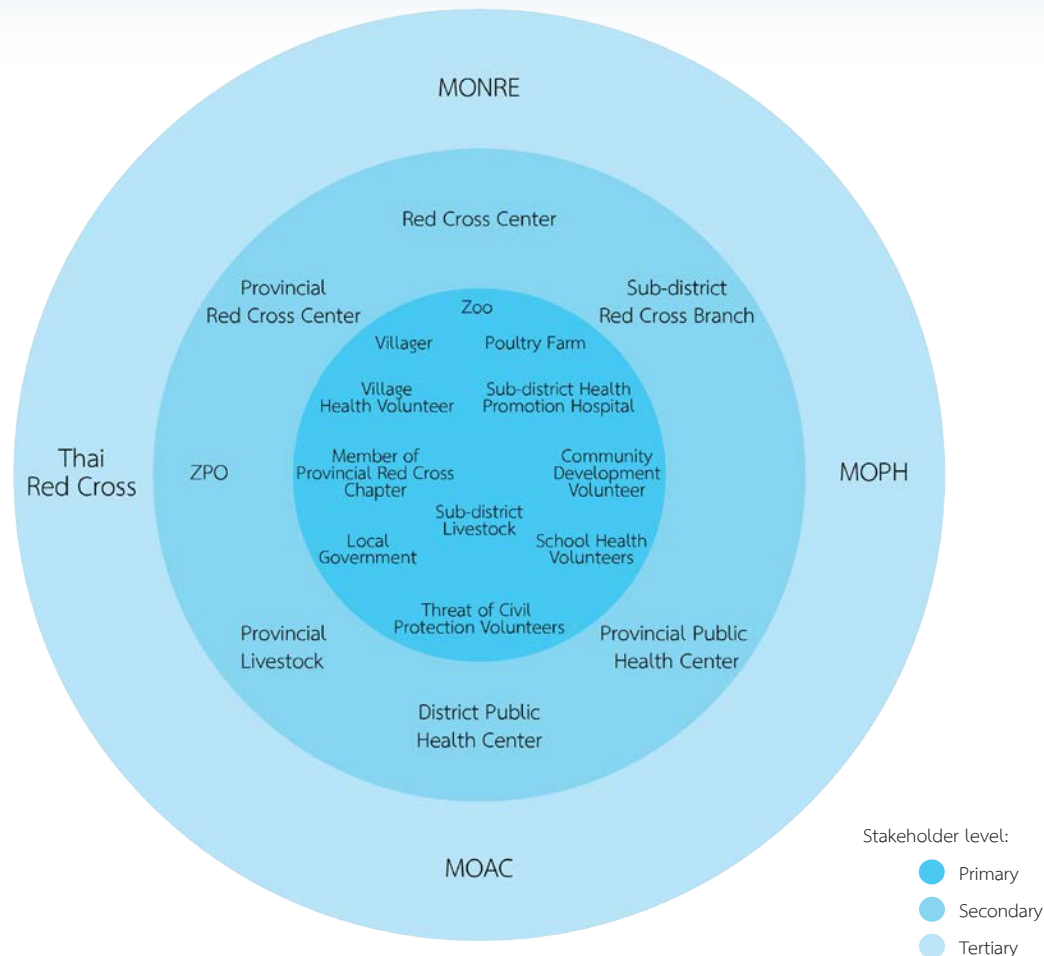 MONRE
Red Cross Center
Provincial
Red Cross Center
Sub-district
Red Cross Branch
Zoo
Villager
Poultry Farm
Village
Health Volunteer
Sub-district Health
Promotion Hospital
Thai
Red Cross
ZPO
Member of
Provincial Red Cross
Chapter
Community
Development
Volunteer
MOPH
Sub-district
Livestock
Local
Government
School Health
Volunteers
Threat of Civil
Protection Volunteers
Provincial
Livestock
Provincial Public
Health Center
District Public
Health Center
MOAC
Stakeholder level:
Primary
Secondary
Tertiary